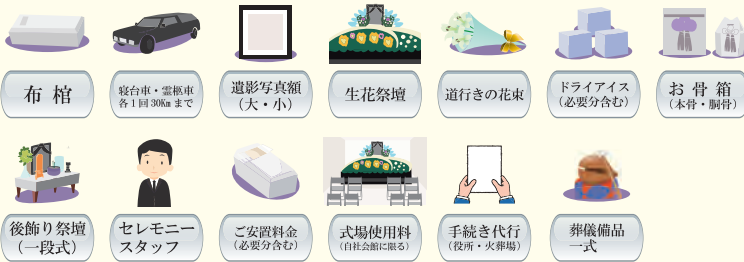 布棺
寝台車・霊柩車
各1回30Kmまで
遺影写真額
（大・小）
生花祭壇
道行きの花束
ドライアイス
（必要分含む）
お骨箱
（本骨・胴骨）
後飾り祭壇
（一段式）
セレモニー
スタッフ
ご安置料金
（必要分含む）
式場使用料
（自社会館に限る）
手続き代行
（役所・火葬場）
葬儀備品
一式